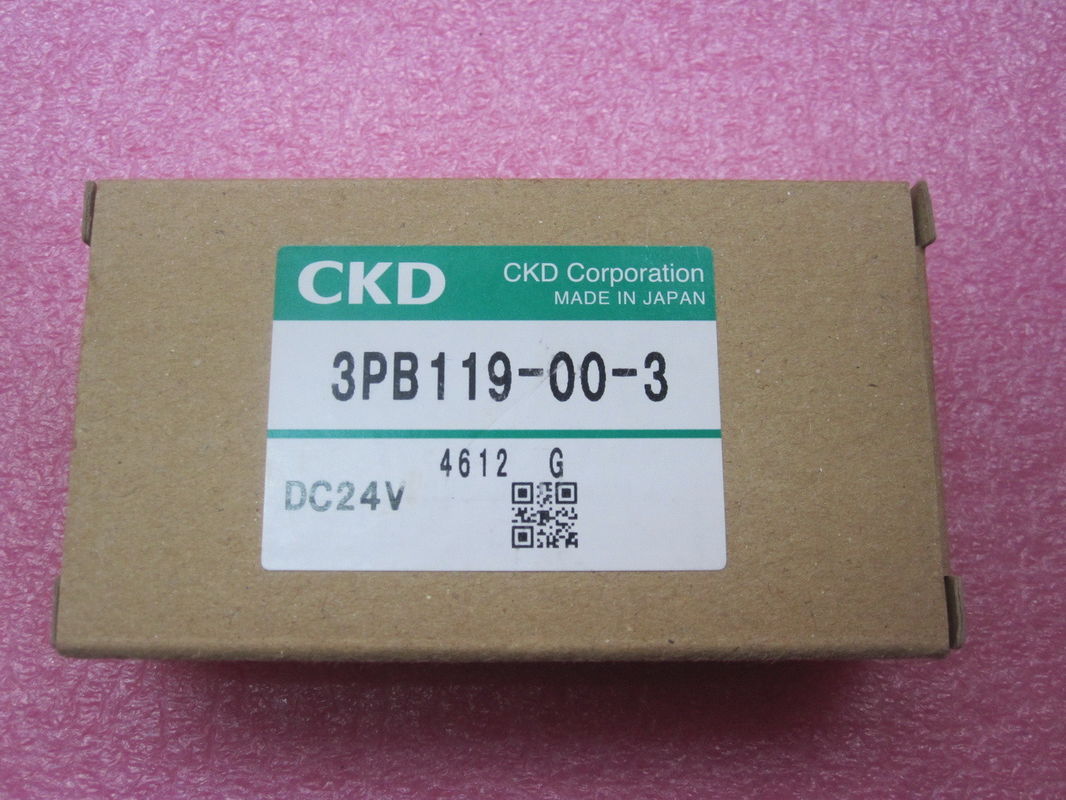 CKD
CKD Corporation
MADE IN JAPAN
3PB119-00-3
4612 G
DC24V